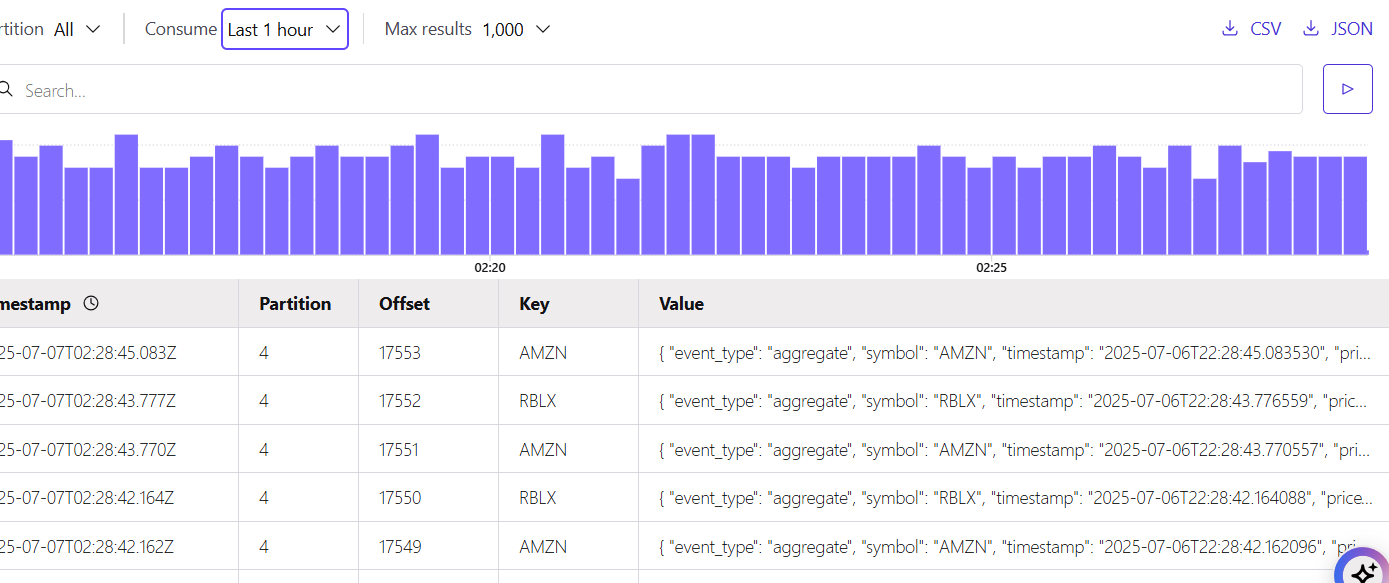 rtition All Consume Last 1 hour Max results 1,000 CSV JSON
Search...
02:20 02:25
mestamp Partition Offset Key Value
25-07-07T02:28:45.083Z 4 17553 AMZN { "event_type": "aggregate", "symbol": "AMZN", "timestamp": "2025-07-06T22:28:45.083530", "pri...
25-07-07T02:28:43.777Z 4 17552 RBLX { "event_type": "aggregate", "symbol": "RBLX", "timestamp": "2025-07-06T22:28:43.776559", "pric...
25-07-07T02:28:43.770Z 4 17551 AMZN { "event_type": "aggregate", "symbol": "AMZN", "timestamp": "2025-07-06T22:28:43.770557", "pri...
25-07-07T02:28:42.164Z 4 17550 RBLX { "event_type": "aggregate", "symbol": "RBLX", "timestamp": "2025-07-06T22:28:42.164088", "price...
25-07-07T02:28:42.162Z 4 17549 AMZN { "event_type": "aggregate", "symbol": "AMZN", "timestamp": "2025-07-06T22:28:42.162096", "pri